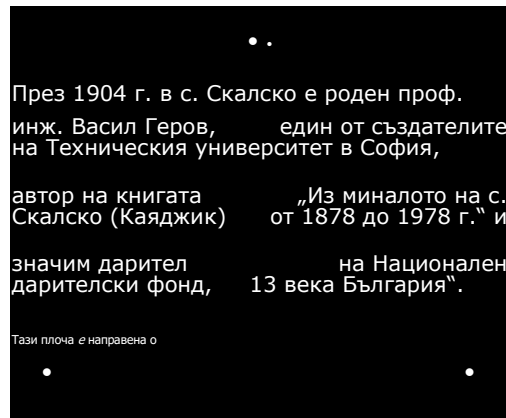 През 1904 г. в с. Скалско е роден проф.
инж. Васил Геров, един от създателите
на Техническия университет в София,
автор на книгата „Из миналото на с.
Скалско (Каяджик) от 1878 до 1978 г.“ и
значим дарител на Национален
дарителски фонд, 13 века България“.
Тази плоча е направена о